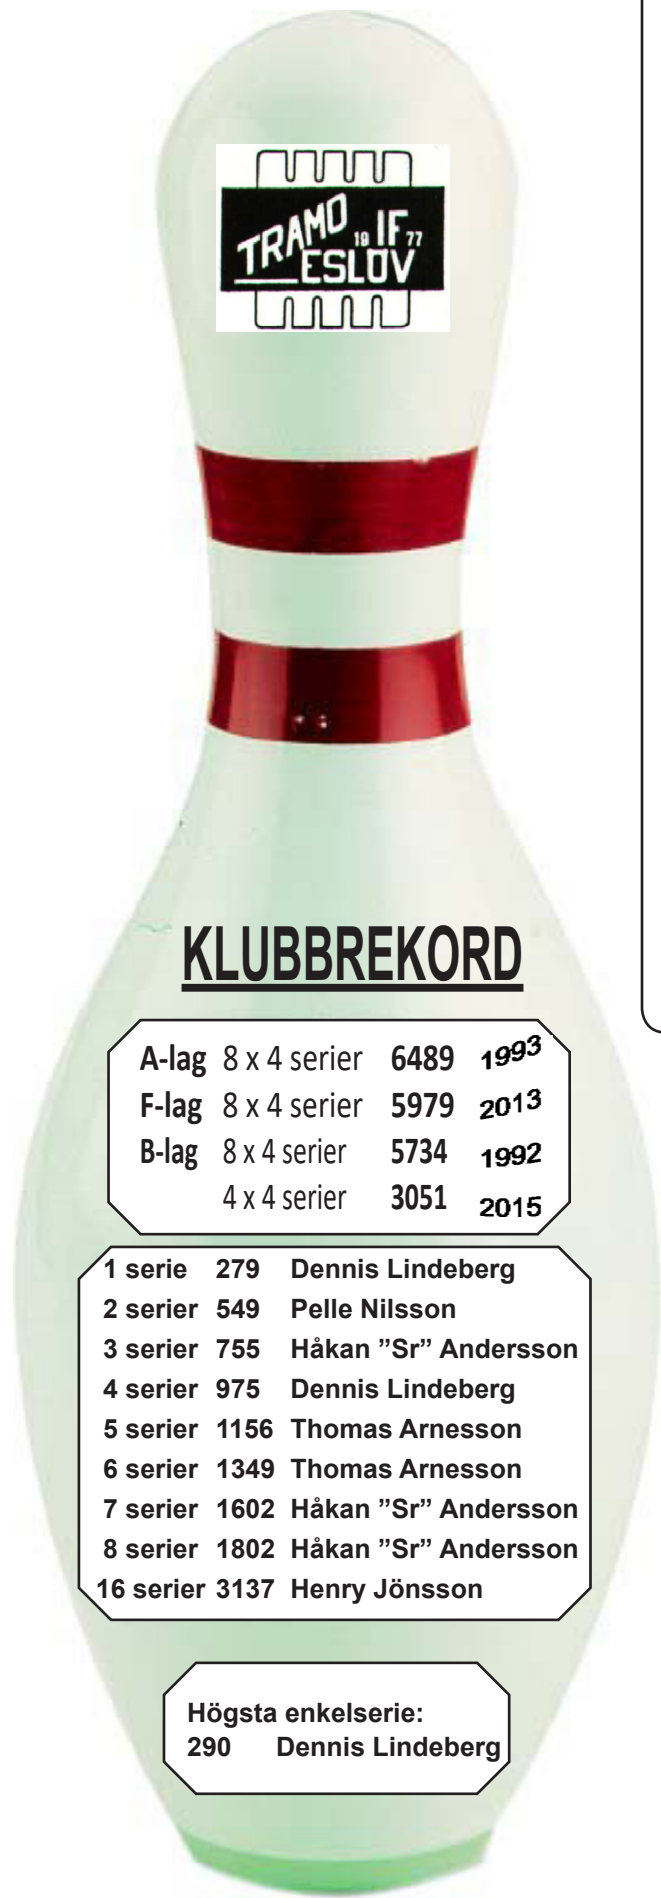 TRAMO 19 IF 77
ESLÖV
KLUBBREKORD
A-lag 8 x 4 serier 6489 1993
F-lag 8 x 4 serier 5979 2013
B-lag 8 x 4 serier 5734 1992
4 x 4 serier 3051 2015
1 serie 279 Dennis Lindeberg
2 serier 549 Pelle Nilsson
3 serier 755 Håkan ”Sr” Andersson
4 serier 975 Dennis Lindeberg
5 serier 1156 Thomas Arnesson
6 serier 1349 Thomas Arnesson
7 serier 1602 Håkan ”Sr” Andersson
8 serier 1802 Håkan ”Sr” Andersson
16 serier 3137 Henry Jönsson
Högsta enkelserie:
290 Dennis Lindeberg